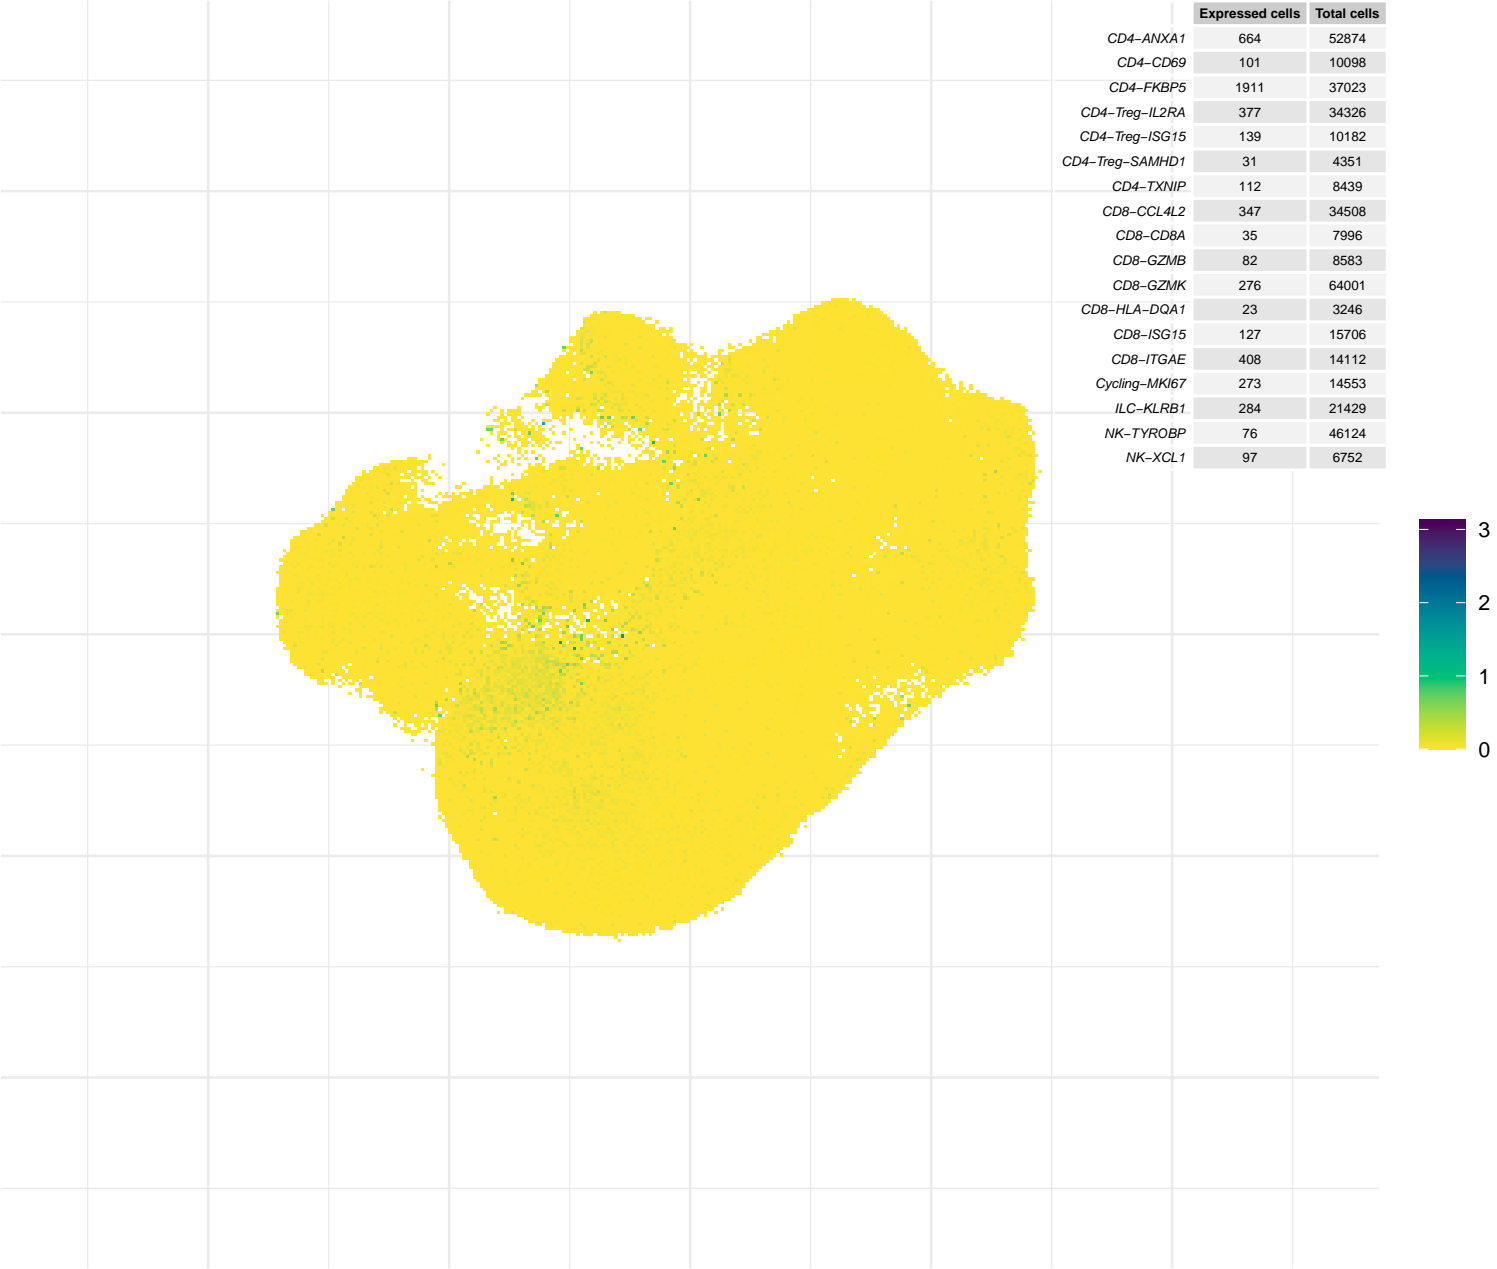 Expressed cells Total cells
CD4−ANXA1 664 52874
CD4−CD69 101 10098
CD4−FKBP5 1911 37023
CD4−Treg−IL2RA 377 34326
CD4−Treg−ISG15 139 10182
CD4−Treg−SAMHD1 31 4351
CD4−TXNIP 112 8439
CD8−CCL4L2 347 34508
CD8−CD8A 35 7996
CD8−GZMB 82 8583
CD8−GZMK 276 64001
CD8−HLA−DQA1 23 3246
CD8−ISG15 127 15706
CD8−ITGAE 408 14112
Cycling−MKI67 273 14553
ILC−KLRB1 284 21429
NK−TYROBP 76 46124
NK−XCL1 97 6752
3
2
1
0